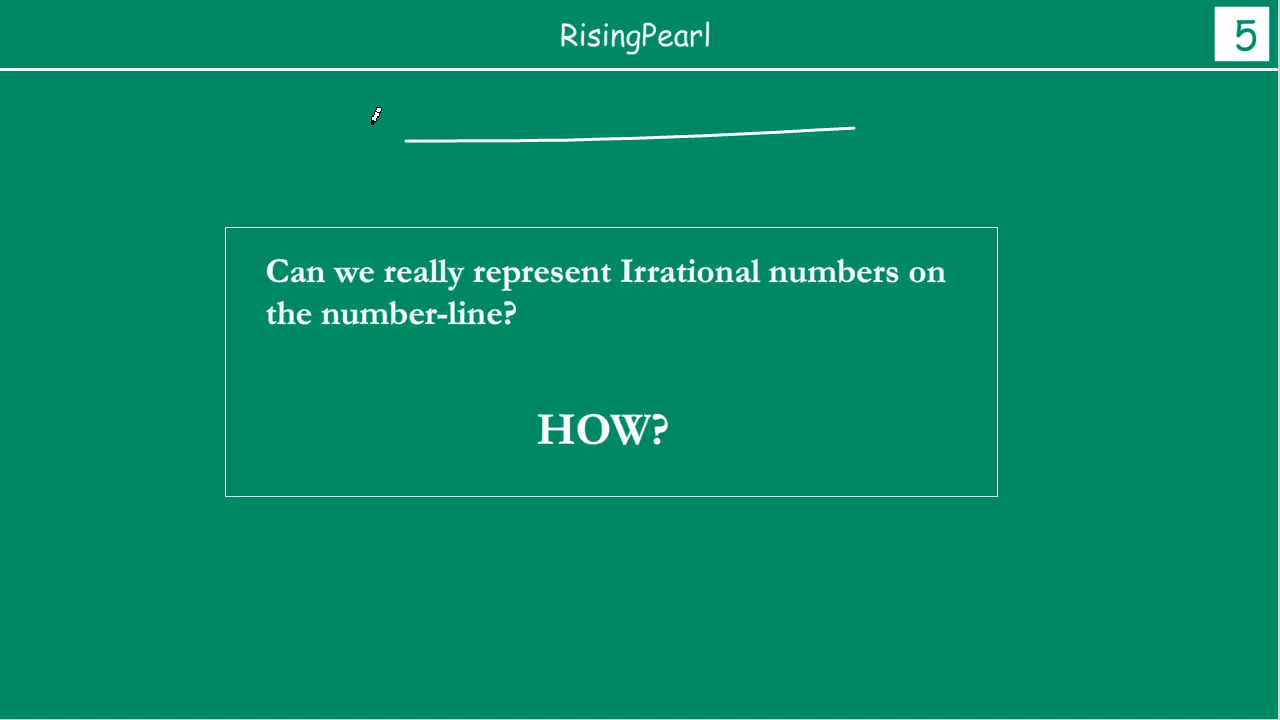 RisingPearl
5
Can we really represent Irrational numbers on
the number-line?
HOW?